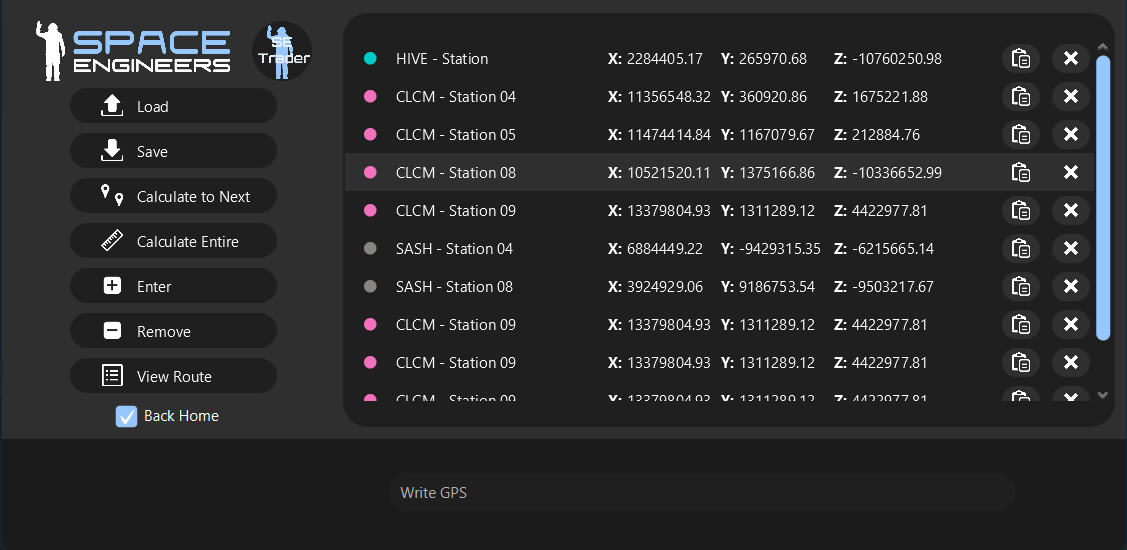 SPACE
ENGINEERS
SE
Trader
Load
Save
Calculate to Next
Calculate Entire
Enter
Remove
View Route
Back Home
HIVE - Station X: 2284405.17 Y: 265970.68 Z: -10760250.98
CLCM - Station 04 X: 11356548.32 Y: 360920.86 Z: 1675221.88
CLCM - Station 05 X: 11474414.84 Y: 1167079.67 Z: 212884.76
CLCM - Station 08 X: 10521520.11 Y: 1375166.86 Z: -10336652.99
CLCM - Station 09 X: 13379804.93 Y: 1311289.12 Z: 4422977.81
SASH - Station 04 X: 6884449.22 Y: -9429315.35 Z: -6215665.14
SASH - Station 08 X: 3924929.06 Y: 9186753.54 Z: -9503217.67
CLCM - Station 09 X: 13379804.93 Y: 1311289.12 Z: 4422977.81
CLCM - Station 09 X: 13379804.93 Y: 1311289.12 Z: 4422977.81
CLCM - Station 09 X: 13379804.93 Y: 1311289.12 Z: 4422977.81
Write GPS